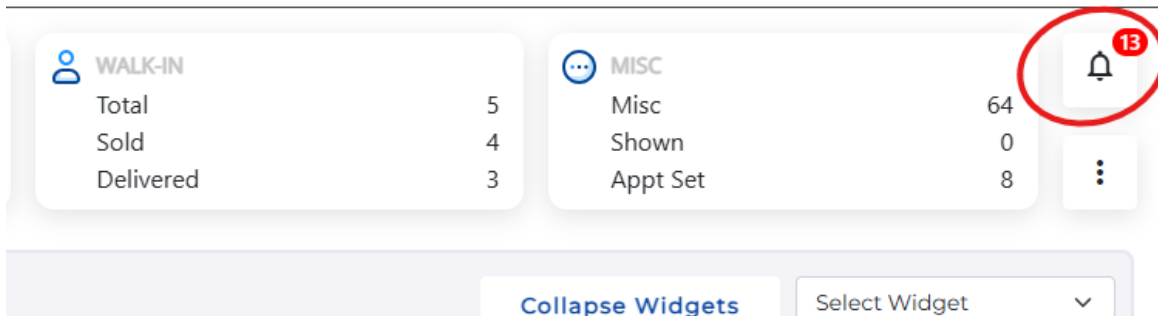 WALK-IN
Total 5
Sold 4
Delivered 3
MISC
Misc 64
Shown 0
Appt Set 8
13
Collapse Widgets
Select Widget